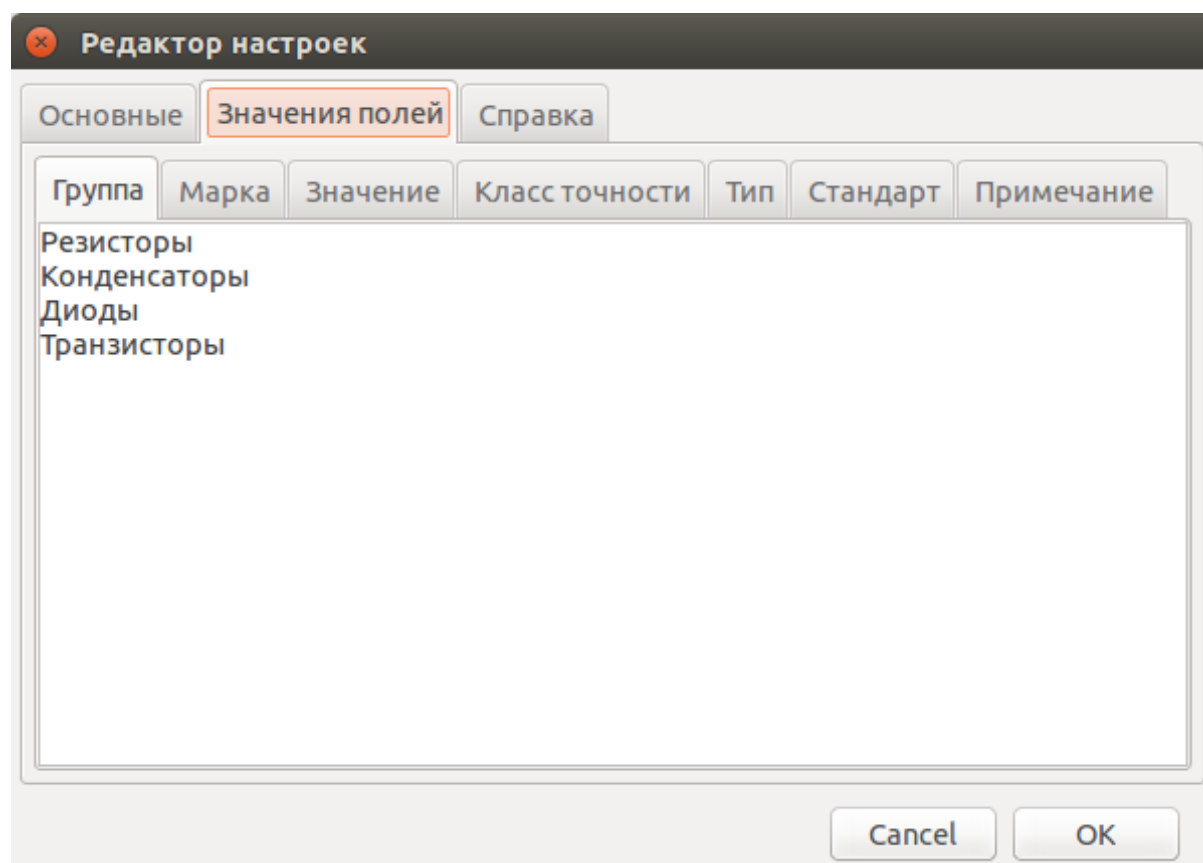 Редактор настроек
Основные Значения полей Справка
Группа Марка Значение Класс точности Тип Стандарт Примечание
Резисторы
Конденсаторы
Диоды
Транзисторы
Cancel OK